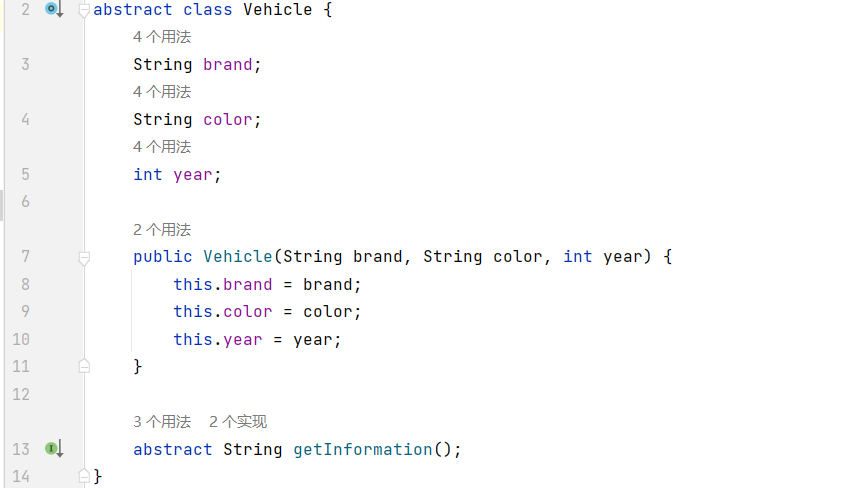 2 abstract class Vehicle {
4 个用法
3 String brand;
4 个用法
4 String color;
4 个用法
5 int year;
6
2 个用法
7 public Vehicle(String brand, String color, int year) {
8 this.brand = brand;
9 this.color = color;
10 this.year = year;
11 }
12
3 个用法 2 个实现
13 abstract String getInformation();
14 }